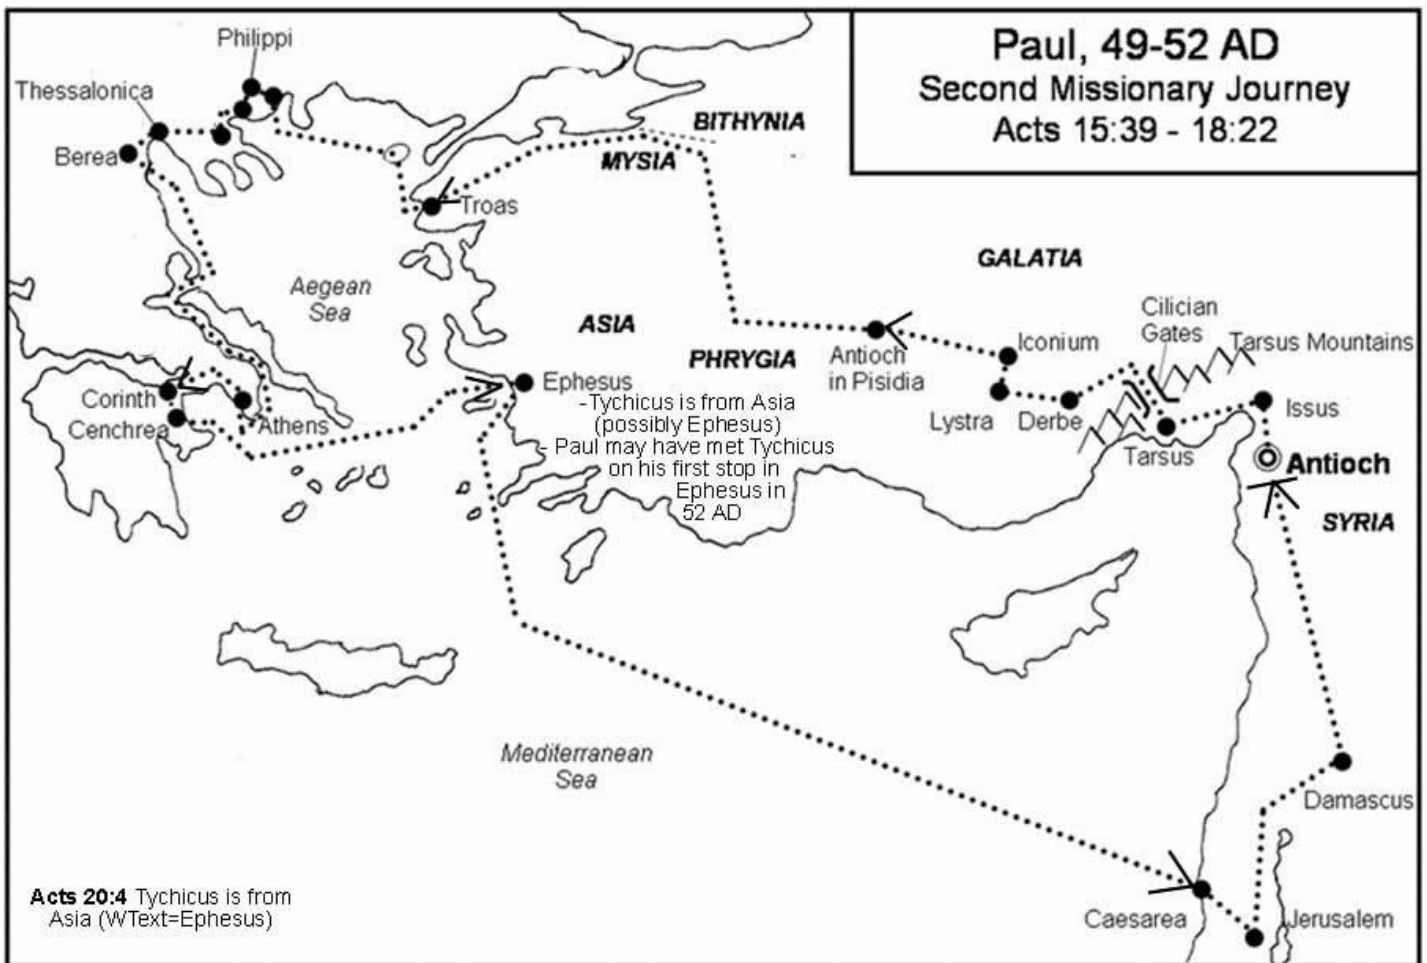 Paul, 49-52 AD
Second Missionary Journey
Acts 15:39 - 18:22
Philippi
Thessalonica
Berea
BITHYNIA
MYSIA
Troas
GALATIA
Aegean
Sea
ASIA
PHRYGIA
Cilician
Gates
Tarsus Mountains
Iconium
Antioch
in Pisidia
Lystra
Derbe
Tarsus
Issus
Antioch
SYRIA
Corinth
Cenchrea
Athens
Ephesus
-Tychicus is from Asia
(possibly Ephesus)
- Paul may have met Tychicus
on his first stop in
Ephesus in
52 AD
Mediterranean
Sea
Damascus
Caesarea
Jerusalem
Acts 20:4 Tychicus is from
Asia (WText=Ephesus)